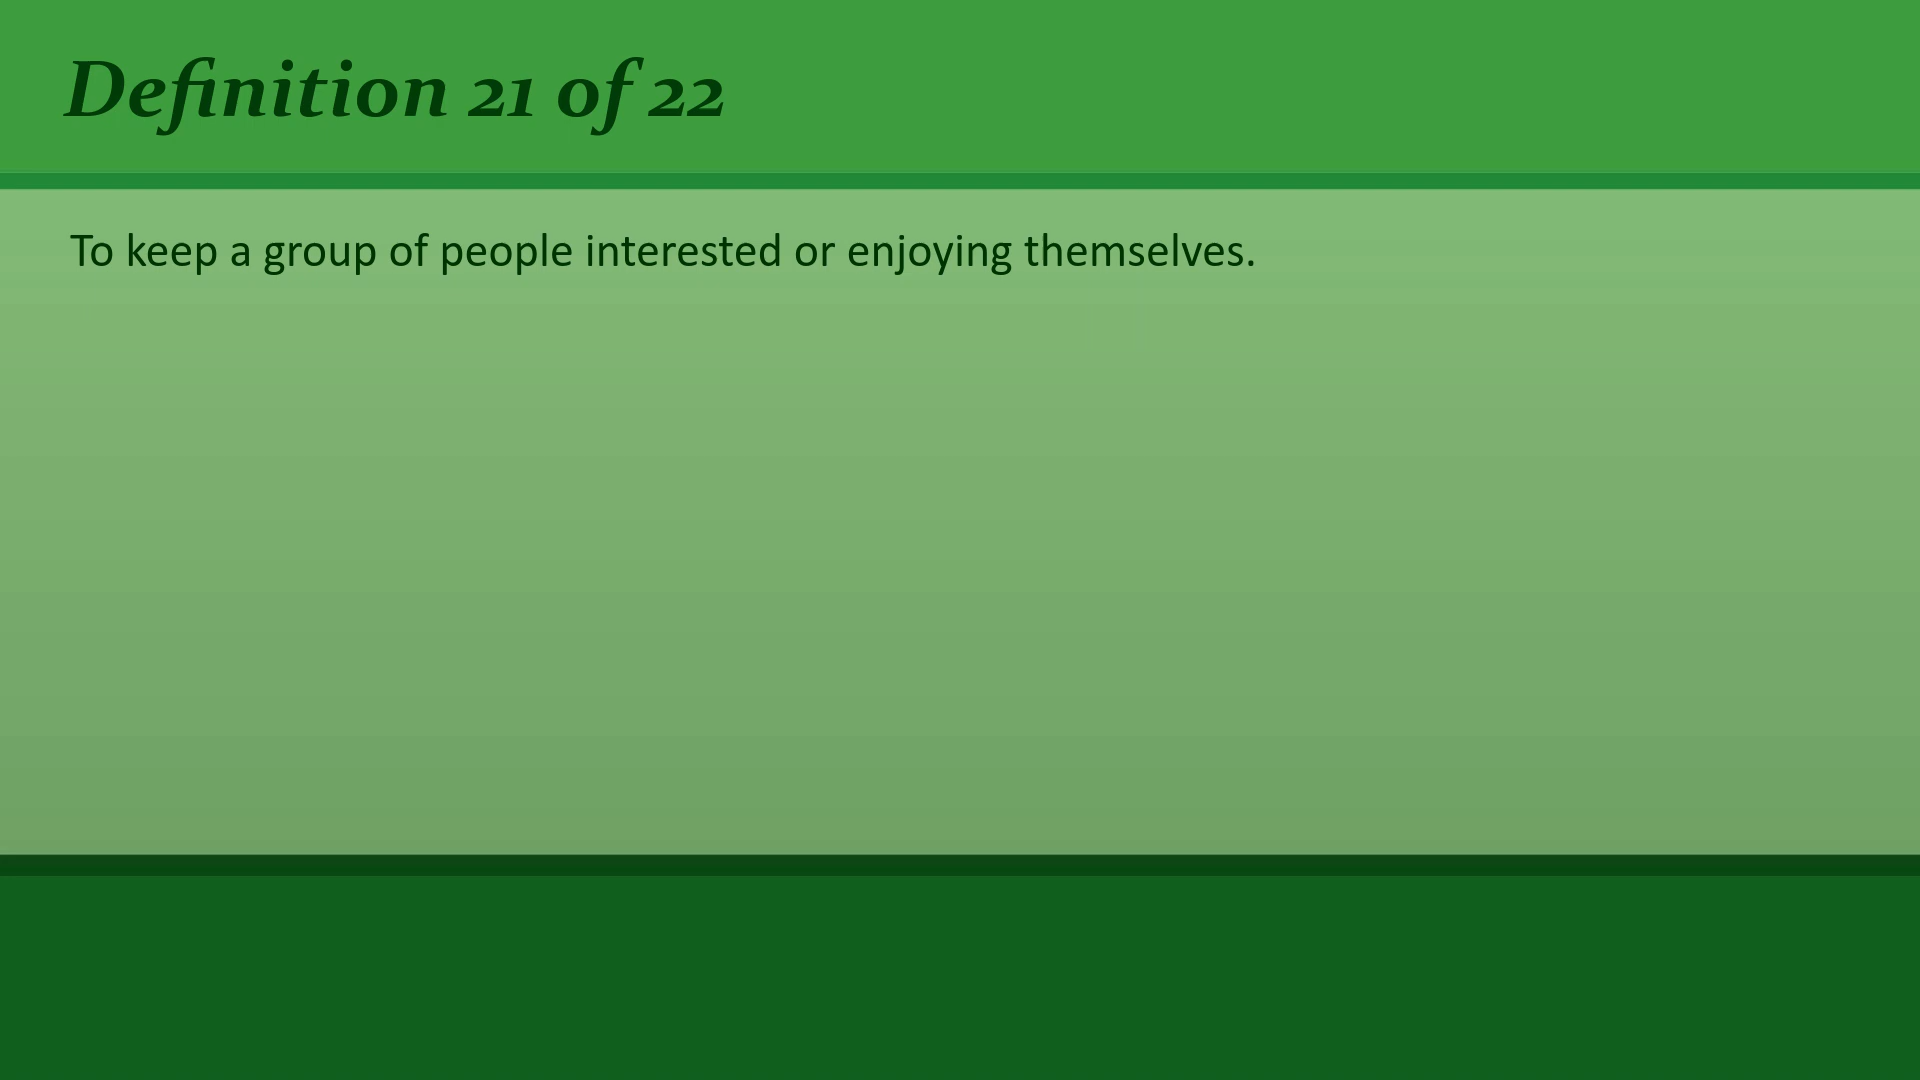 Definition 21 of 22
To keep a group of people interested or enjoying themselves.